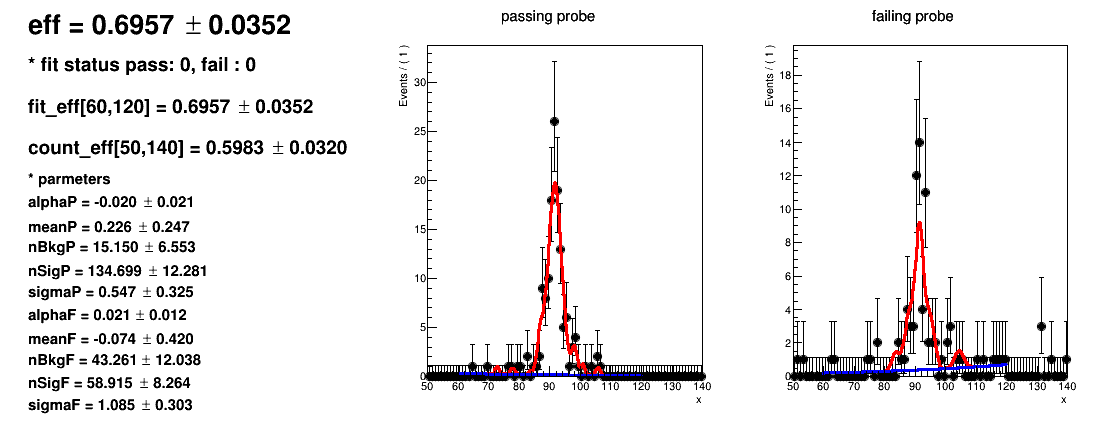 eff = 0.6957 ± 0.0352
* fit status pass: 0, fail : 0
fit_eff[60,120] = 0.6957 ± 0.0352
count_eff[50,140] = 0.5983 ± 0.0320
* parmeters
alphaP = -0.020 ± 0.021
meanP = 0.226 ± 0.247
nBkgP = 15.150 ± 6.553
nSigP = 134.699 ± 12.281
sigmaP = 0.547 ± 0.325
alphaF = 0.021 ± 0.012
meanF = -0.074 ± 0.420
nBkgF = 43.261 ± 12.038
nSigF = 58.915 ± 8.264
sigmaF = 1.085 ± 0.303
passing probe
Events / ( 1 )
30
25
20
15
10
5
0
50 60 70 80 90 100 110 120 130 140
x
failing probe
Events / ( 1 )
18
16
14
12
10
8
6
4
2
0
50 60 70 80 90 100 110 120 130 140
x